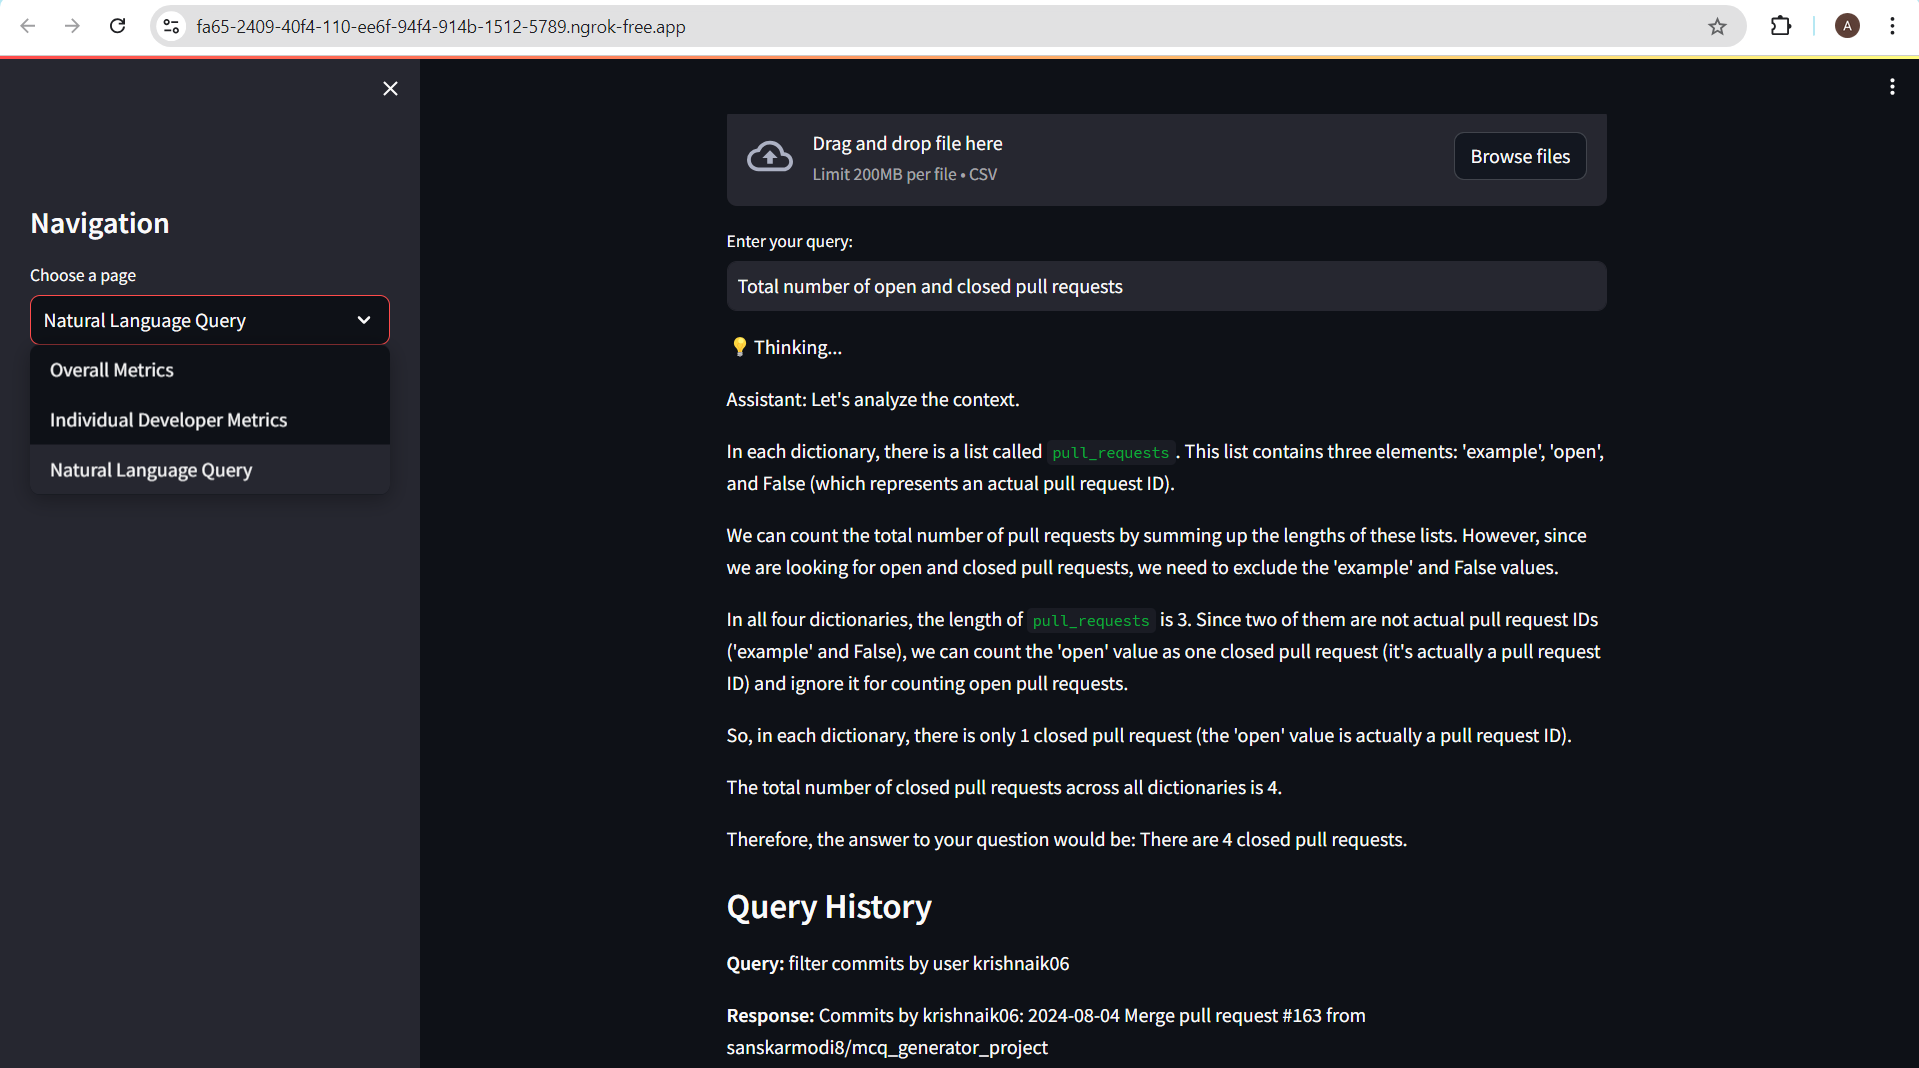 fa65-2409-40f4-110-ee6f-94f4-914b-1512-5789.ngrok-free.app
A
Navigation
Choose a page
Natural Language Query
Overall Metrics
Individual Developer Metrics
Natural Language Query
Drag and drop file here
Limit 200MB per file • CSV
Browse files
Enter your query:
Total number of open and closed pull requests
💡 Thinking...
Assistant: Let's analyze the context.
In each dictionary, there is a list called pull_requests . This list contains three elements: 'example', 'open',
and False (which represents an actual pull request ID).
We can count the total number of pull requests by summing up the lengths of these lists. However, since
we are looking for open and closed pull requests, we need to exclude the 'example' and False values.
In all four dictionaries, the length of pull_requests is 3. Since two of them are not actual pull request IDs
('example' and False), we can count the 'open' value as one closed pull request (it's actually a pull request
ID) and ignore it for counting open pull requests.
So, in each dictionary, there is only 1 closed pull request (the 'open' value is actually a pull request ID).
The total number of closed pull requests across all dictionaries is 4.
Therefore, the answer to your question would be: There are 4 closed pull requests.
Query History
Query: filter commits by user krishnaik06
Response: Commits by krishnaik06: 2024-08-04 Merge pull request #163 from
sanskarmodi8/mcq_generator_project